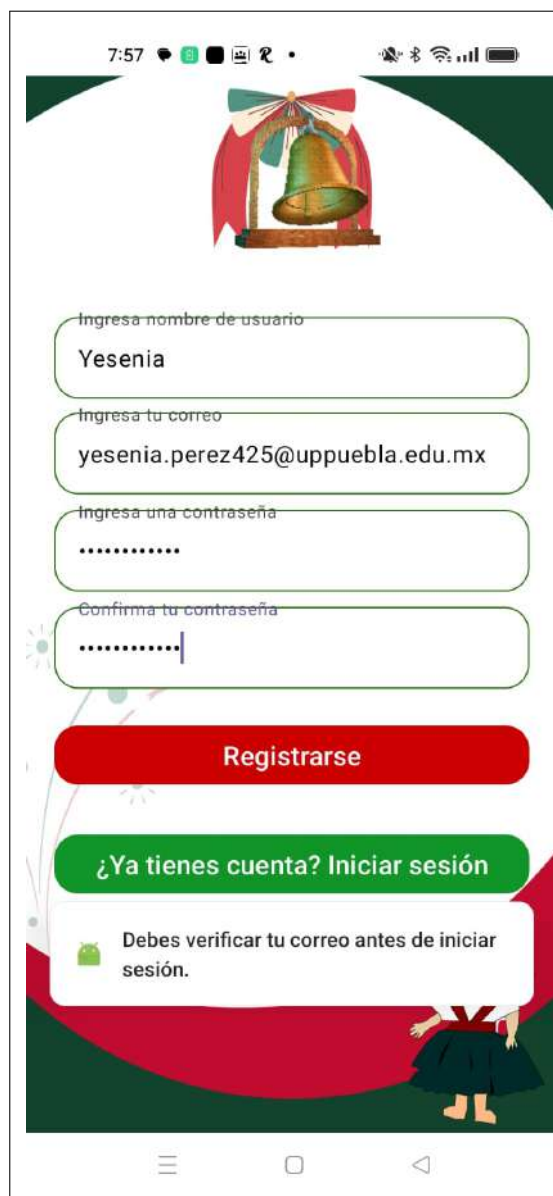 7:57
Ingresa nombre de usuario
Yesenia
Ingresa tu correo
yesenia.perez425@uppuebla.edu.mx
Ingresa una contraseña
••••••••••••
Confirma tu contraseña
••••••••••••
Registrarse
¿Ya tienes cuenta? Iniciar sesión
Debes verificar tu correo antes de iniciar
sesión.